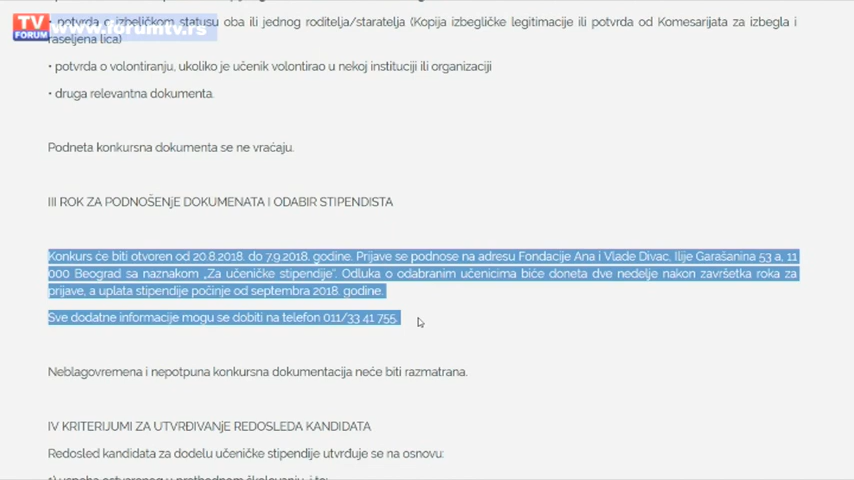 TV
FORUM
www.forumtv.rs
• potvrda o izbegličkom statusu oba ili jednog roditelja/staratelja (Kopija izbegličke legitimacije ili potvrda od Komesarijata za izbegla i
raseljena lica)
• potvrda o volontiranju, ukoliko je učenik volontirao u nekoj instituciji ili organizaciji
• druga relevantna dokumenta.
Podneta konkursna dokumenta se ne vraćaju.
III ROK ZA PODNOŠENjE DOKUMENATA I ODABIR STIPENDISTA
Konkurs će biti otvoren od 20.8.2018. do 7.9.2018. godine. Prijave se podnose na adresu Fondacije Ana i Vlade Divac, Ilije Garašanina 53 a, 11
000 Beograd sa naznakom „Za učeničke stipendije“. Odluka o odabranim učenicima biće doneta dve nedelje nakon završetka roka za
prijave, a uplata stipendije počinje od septembra 2018. godine.
Sve dodatne informacije mogu se dobiti na telefon 011/33 41 755.
Neblagovremena i nepotpuna konkursna dokumentacija neće biti razmatrana.
IV KRITERIJUMI ZA UTVRĐIVANjE REDOSLEDA KANDIDATA
Redosled kandidata za dodelu učeničke stipendije utvrđuje se na osnovu:
1) uspeha ostvarenog u prethodnom školovanju, i to: